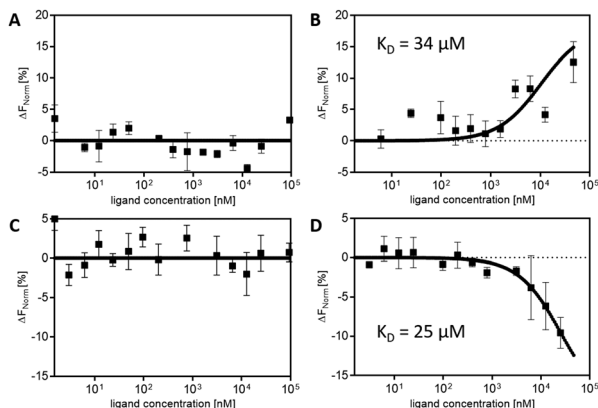 A
ΔFNorm [%]
20
15
10
5
0
-5
10¹ 10² 10³ 10⁴ 10⁵
ligand concentration [nM]
B
KD = 34 µM
ΔFNorm [%]
20
15
10
5
0
-5
10¹ 10² 10³ 10⁴ 10⁵
ligand concentration [nM]
C
ΔFNorm [%]
5
0
-5
-10
-15
10¹ 10² 10³ 10⁴ 10⁵
ligand concentration [nM]
D
ΔFNorm [%]
5
0
-5
-10
-15
KD = 25 µM
10¹ 10² 10³ 10⁴ 10⁵
ligand concentration [nM]